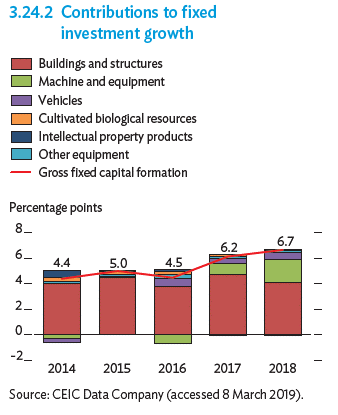 3.24.2 Contributions to fixed
investment growth
Buildings and structures
Machine and equipment
Vehicles
Cultivated biological resources
Intellectual property products
Other equipment
Gross fixed capital formation
Percentage points
8
6
4
2
0
-2
4.4
5.0
4.5
6.2
6.7
2014 2015 2016 2017 2018
Source: CEIC Data Company (accessed 8 March 2019).